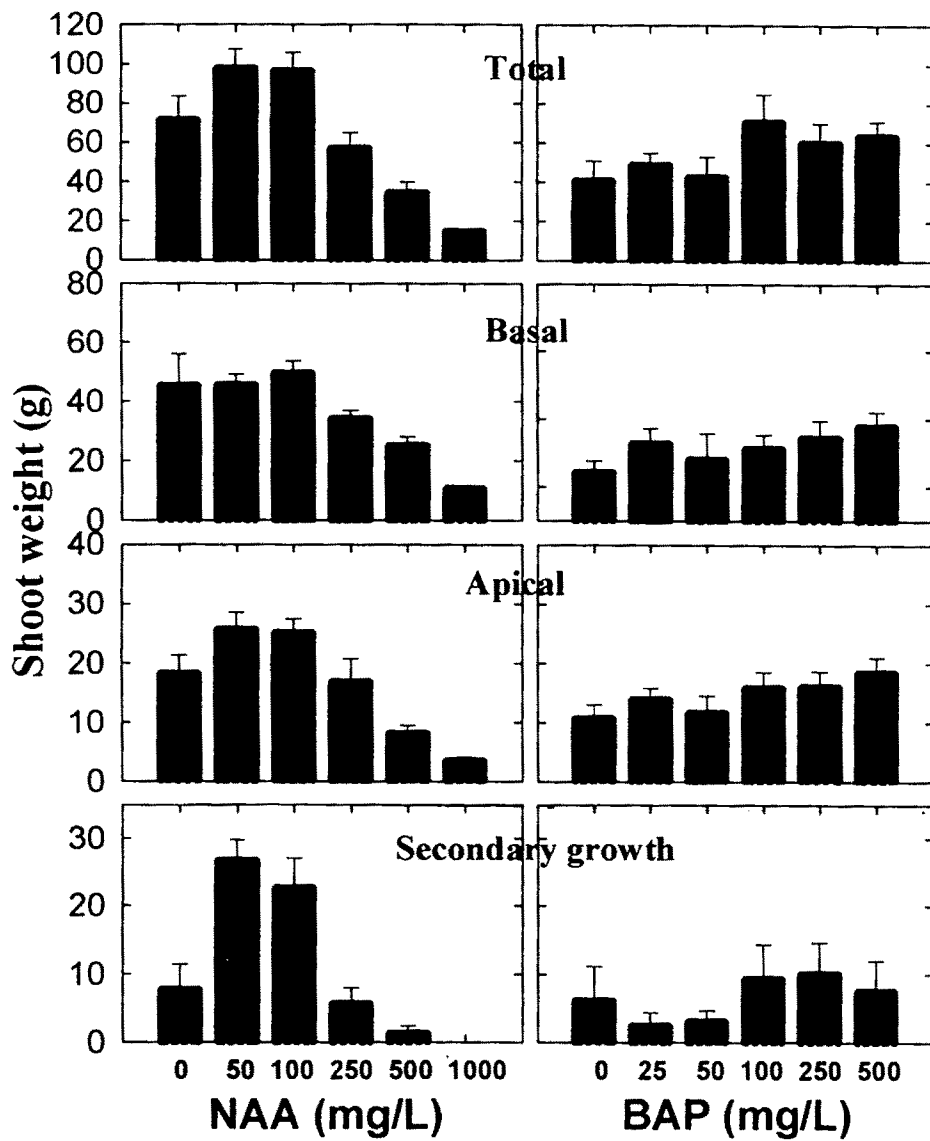 120
100
80
60
40
20
0
Total
80
60
40
20
0
Basal
40
30
20
10
0
Apical
30
20
10
0
Secondary growth
Shoot weight (g)
0 50 100 250 500 1000
0 25 50 100 250 500
NAA (mg/L)
BAP (mg/L)